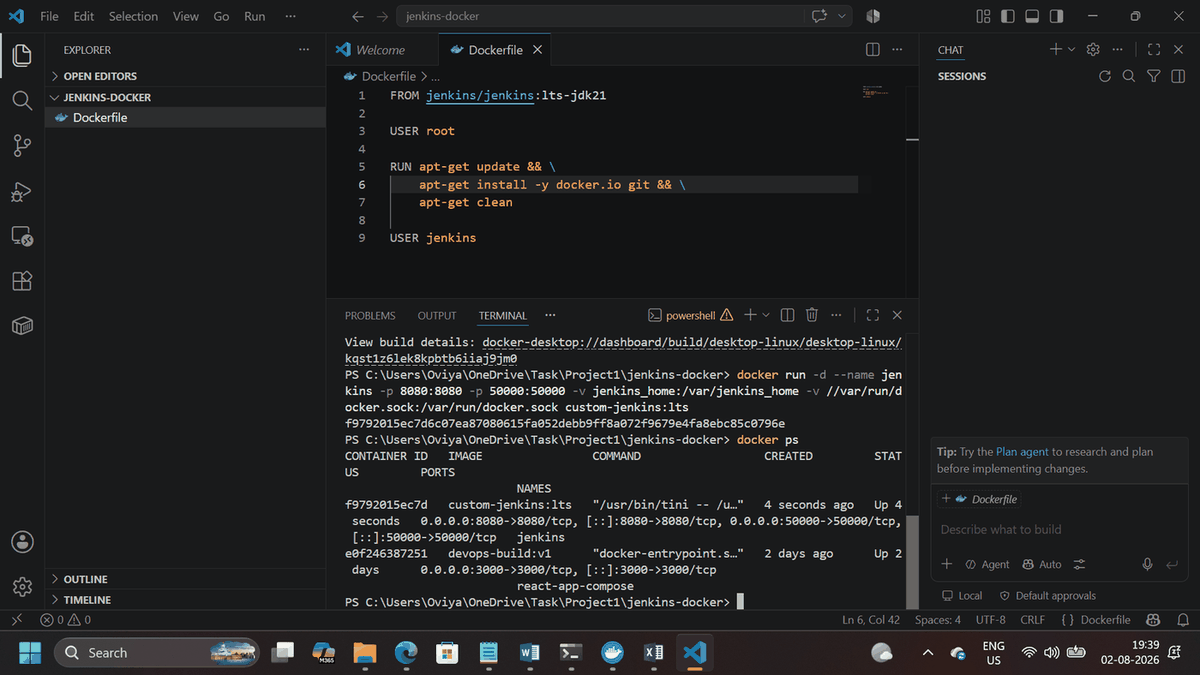 File Edit Selection View Go Run ··· jenkins-docker
EXPLORER ···
OPEN EDITORS
JENKINS-DOCKER
Dockerfile
OUTLINE
TIMELINE
Welcome Dockerfile
Dockerfile > ...
1 FROM jenkins/jenkins:lts-jdk21
2
3 USER root
4
5 RUN apt-get update && \
6 apt-get install -y docker.io git && \
7 apt-get clean
8
9 USER jenkins
PROBLEMS OUTPUT TERMINAL ··· powershell
View build details: docker-desktop://dashboard/build/desktop-linux/desktop-linux/
kqst1z6lek8kpbtb6iiaj9jm0
PS C:\Users\Oviya\OneDrive\Task\Project1\jenkins-docker> docker run -d --name jen
kins -p 8080:8080 -p 50000:50000 -v jenkins_home:/var/jenkins_home -v //var/run/d
ocker.sock:/var/run/docker.sock custom-jenkins:lts
f9792015ec7d6c07ea87080615fa052debb9ff8a072f9679e4fa8ebc85c0796e
PS C:\Users\Oviya\OneDrive\Task\Project1\jenkins-docker> docker ps
CONTAINER ID IMAGE COMMAND CREATED STAT
US PORTS
NAMES
f9792015ec7d custom-jenkins:lts "/usr/bin/tini -- /u…" 4 seconds ago Up 4
seconds 0.0.0.0:8080->8080/tcp, [::]:8080->8080/tcp, 0.0.0.0:50000->50000/tcp,
[::]:50000->50000/tcp jenkins
e0f246387251 devops-build:v1 "docker-entrypoint.s…" 2 days ago Up 2
days 0.0.0.0:3000->3000/tcp, [::]:3000->3000/tcp
react-app-compose
PS C:\Users\Oviya\OneDrive\Task\Project1\jenkins-docker>
CHAT
SESSIONS
Tip: Try the Plan agent to research and plan
before implementing changes.
Dockerfile
Describe what to build
Agent Auto
Local Default approvals
0 0 Ln 6, Col 42 Spaces: 4 UTF-8 CRLF { } Dockerfile
Search M365 ENG
US
19:39
02-08-2026